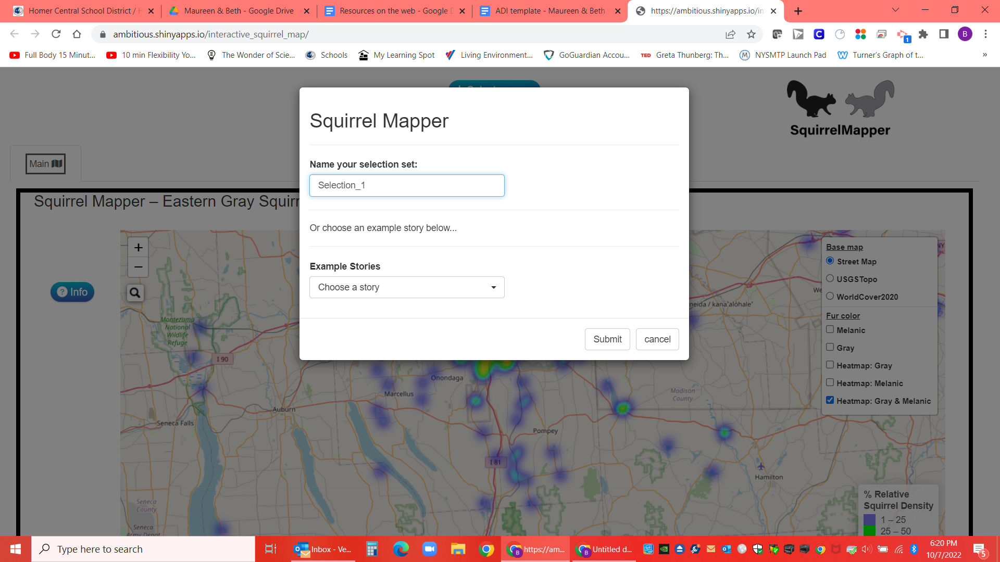 Homer Central School District / H
Maureen & Beth - Google Drive
Resources on the web - Google D
ADI template - Maureen & Beth -
https://ambitious.shinyapps.io/in
ambitious.shinyapps.io/interactive_squirrel_map/
1
B
Full Body 15 Minut...
10 min Flexibility Yo...
The Wonder of Scie...
Schools
My Learning Spot
Living Environment...
GoGuardian Accou...
TED Greta Thunberg: Th...
NYSMTP Launch Pad
Turner's Graph of t...
»
SquirrelMapper
Main
Squirrel Mapper – Eastern Gray Squirr
Squirrel Mapper
Name your selection set:
Selection_1
Or choose an example story below...
Example Stories
Choose a story
Submit
cancel
+
−
Info
Base map
Street Map
USGSTopo
WorldCover2020
Fur color
Melanic
Gray
Heatmap: Gray
Heatmap: Melanic
Heatmap: Gray & Melanic
NY
We
neida / kanaˀalóhaleˀ
Montezuma
National
Wildlife
Refuge
I 90
Onondaga
Marcellus
Auburn
Seneca Falls
Madison
County
Pompey
I 81
Hamilton
Seneca
County
Seneca
Army Depot
% Relative
Squirrel Density
1 – 25
25 – 50
Type here to search
Inbox - Ve...
https://am...
Untitled d...
6:20 PM
10/7/2022
5